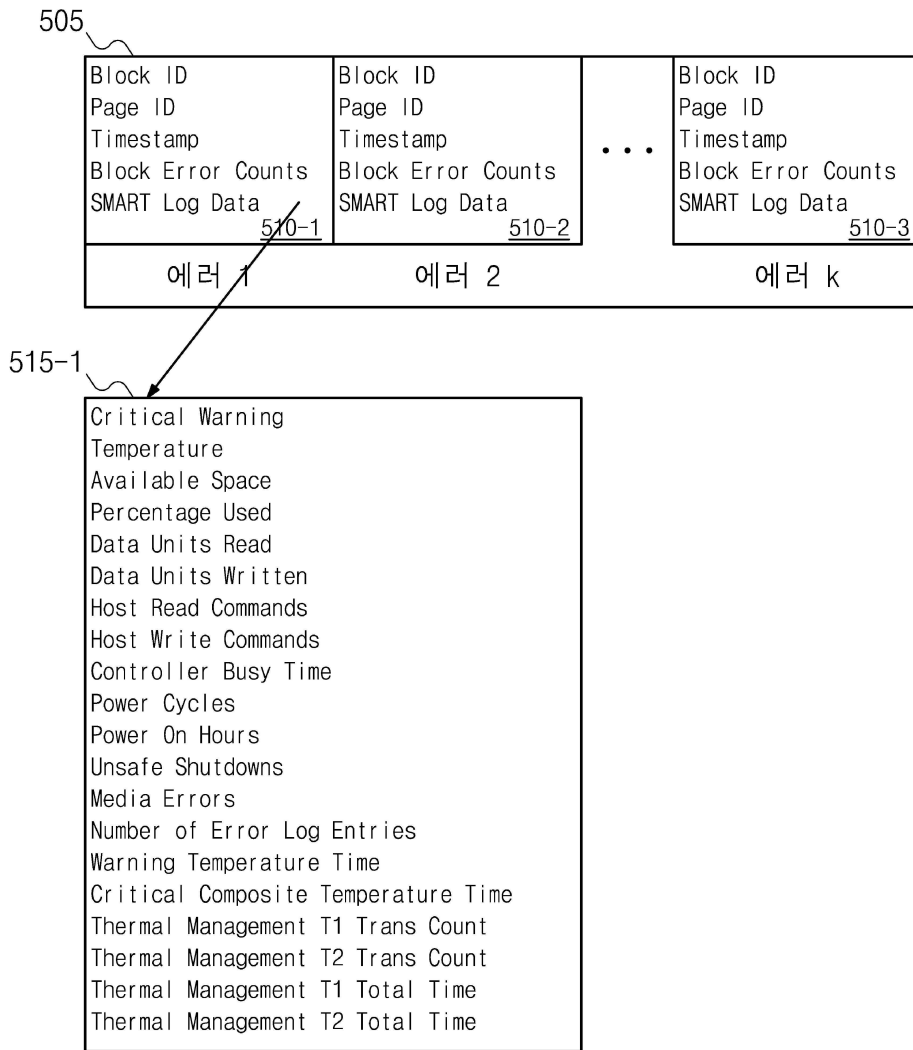 505
Block ID
Page ID
Timestamp
Block Error Counts
SMART Log Data
510-1
에러 1
Block ID
Page ID
Timestamp
Block Error Counts
SMART Log Data
510-2
에러 2
...
Block ID
Page ID
Timestamp
Block Error Counts
SMART Log Data
510-3
에러 k
515-1
Critical Warning
Temperature
Available Space
Percentage Used
Data Units Read
Data Units Written
Host Read Commands
Host Write Commands
Controller Busy Time
Power Cycles
Power On Hours
Unsafe Shutdowns
Media Errors
Number of Error Log Entries
Warning Temperature Time
Critical Composite Temperature Time
Thermal Management T1 Trans Count
Thermal Management T2 Trans Count
Thermal Management T1 Total Time
Thermal Management T2 Total Time